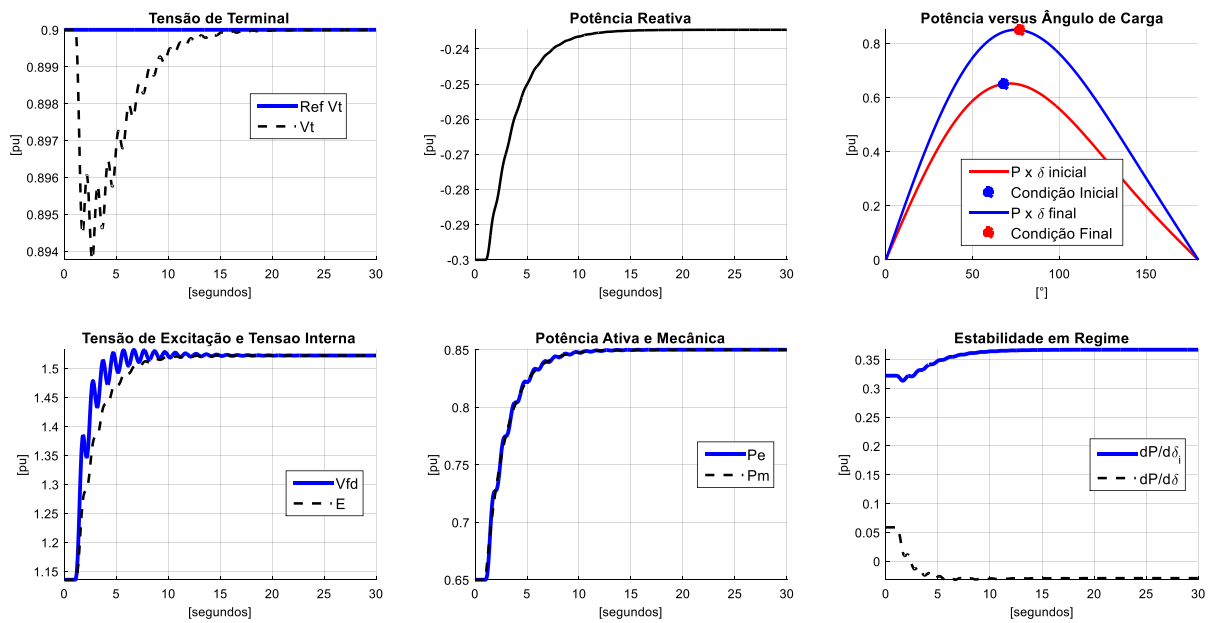 Tensão de Terminal
0.9
0.899
0.898
0.897
0.896
0.895
0.894
[pu]
Ref Vt
Vt
0 5 10 15 20 25 30
[segundos]
Potência Reativa
-0.24
-0.25
-0.26
-0.27
-0.28
-0.29
-0.3
[pu]
0 5 10 15 20 25 30
[segundos]
Potência versus Ângulo de Carga
0.8
0.6
0.4
0.2
0
[pu]
P x δ inicial
Condição Inicial
P x δ final
Condição Final
0 50 100 150
[°]
Tensão de Excitação e Tensao Interna
1.5
1.45
1.4
1.35
1.3
1.25
1.2
1.15
[pu]
Vfd
E
0 5 10 15 20 25 30
[segundos]
Potência Ativa e Mecânica
0.85
0.8
0.75
0.7
0.65
[pu]
Pe
Pm
0 5 10 15 20 25 30
[segundos]
Estabilidade em Regime
0.35
0.3
0.25
0.2
0.15
0.1
0.05
0
[pu]
dP/dδi
dP/dδ
0 5 10 15 20 25 30
[segundos]